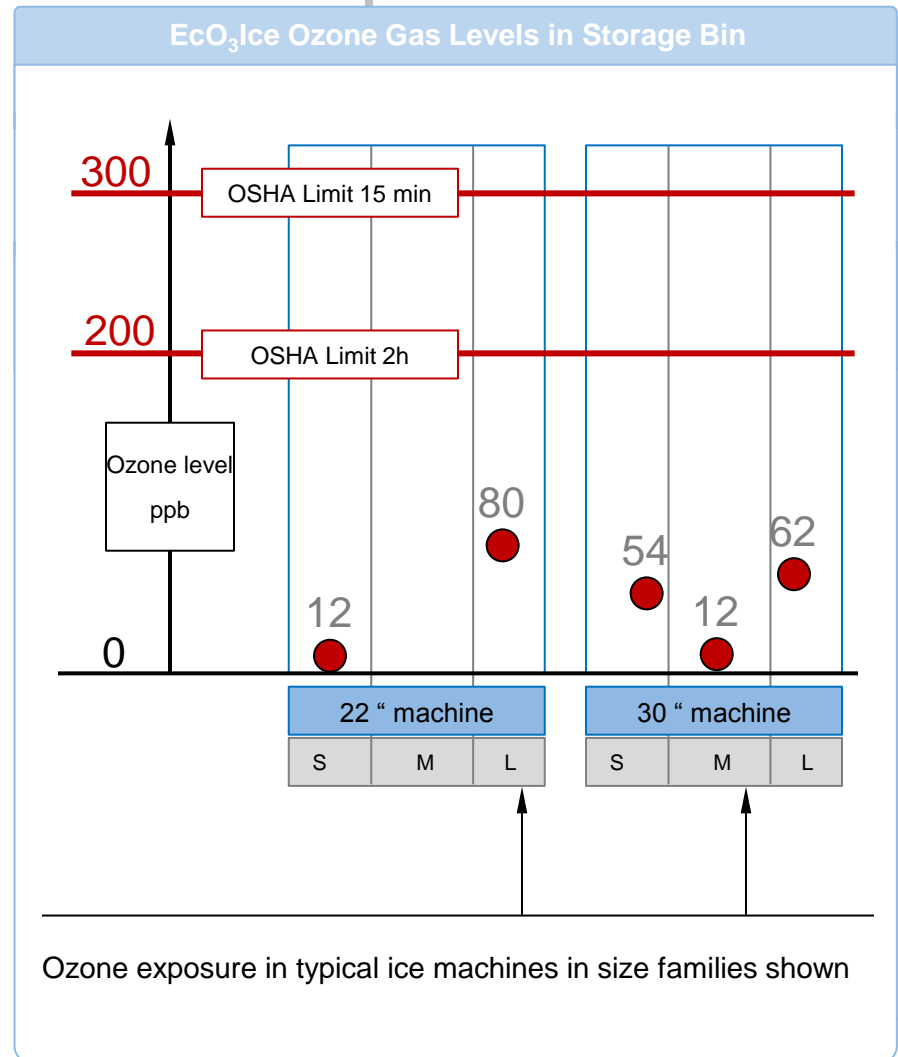 EcO₃Ice Ozone Gas Levels in Storage Bin
300
OSHA Limit 15 min
200
OSHA Limit 2h
Ozone level
ppb
80
54
62
12
12
0
22 “ machine
30 “ machine
S M L
S M L
Ozone exposure in typical ice machines in size families shown